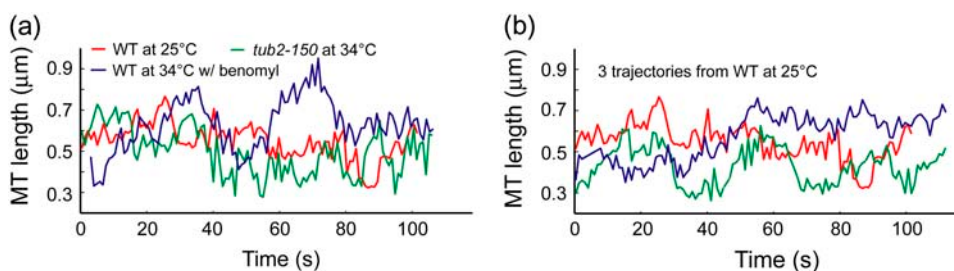 (a)
WT at 25°C
tub2-150 at 34°C
WT at 34°C w/ benomyl
MT length (μm)
0.9
0.7
0.5
0.3
0 20 40 60 80 100
Time (s)
(b)
3 trajectories from WT at 25°C
MT length (μm)
0.9
0.7
0.5
0.3
0 20 40 60 80 100
Time (s)